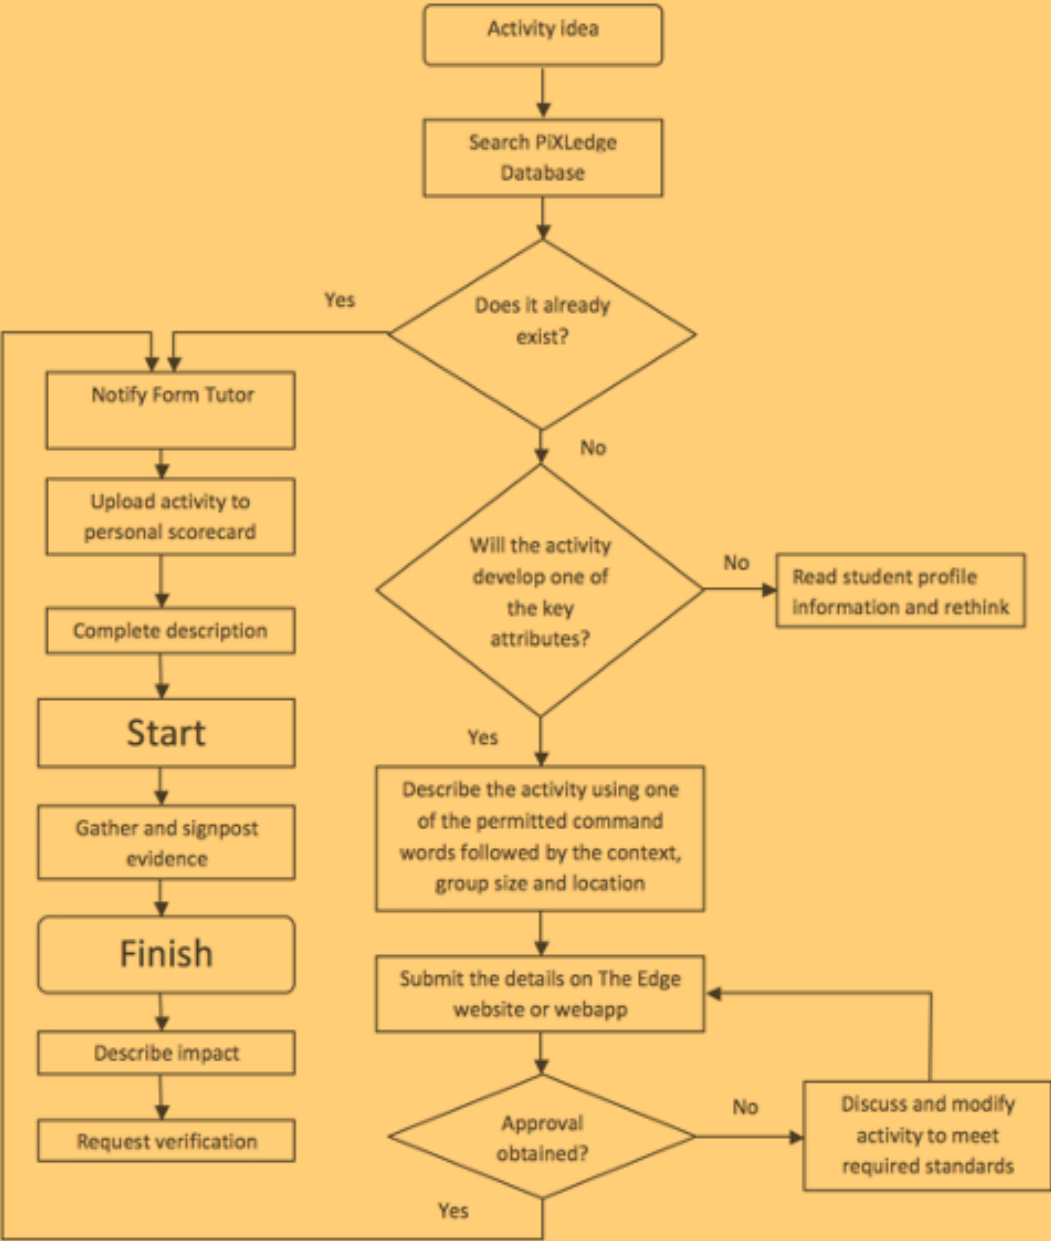 Activity idea
Search PiXLedge
Database
Does it already
exist?
Yes
No
Notify Form Tutor
Upload activity to
personal scorecard
Complete description
Start
Gather and signpost
evidence
Finish
Describe impact
Request verification
Will the activity
develop one of
the key
attributes?
No
Read student profile
information and rethink
Yes
Describe the activity using one
of the permitted command
words followed by the context,
group size and location
Submit the details on The Edge
website or webapp
Approval
obtained?
No
Discuss and modify
activity to meet
required standards
Yes